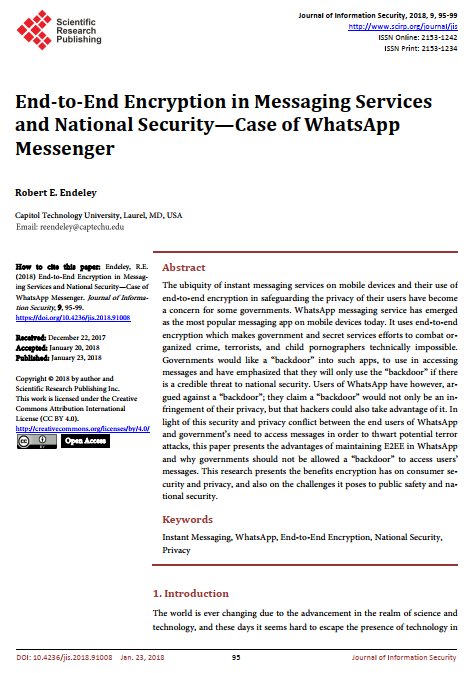 Scientific
Research
Publishing
Journal of Information Security, 2018, 9, 95-99
http://www.scirp.org/journal/jis
ISSN Online: 2153-1242
ISSN Print: 2153-1234
End-to-End Encryption in Messaging Services
and National Security—Case of WhatsApp
Messenger
Robert E. Endeley
Capitol Technology University, Laurel, MD, USA
Email: reendeley@captechu.edu
How to cite this paper: Endeley, R.E.
(2018) End-to-End Encryption in Messag-
ing Services and National Security—Case of
WhatsApp Messenger. Journal of Informa-
tion Security, 9, 95-99.
https://doi.org/10.4236/jis.2018.91008
Received: December 22, 2017
Accepted: January 20, 2018
Published: January 23, 2018
Copyright © 2018 by author and
Scientific Research Publishing Inc.
This work is licensed under the Creative
Commons Attribution International
License (CC BY 4.0).
http://creativecommons.org/licenses/by/4.0/
cc BY Open Access
Abstract
The ubiquity of instant messaging services on mobile devices and their use of
end-to-end encryption in safeguarding the privacy of their users have become
a concern for some governments. WhatsApp messaging service has emerged
as the most popular messaging app on mobile devices today. It uses end-to-end
encryption which makes government and secret services efforts to combat or-
ganized crime, terrorists, and child pornographers technically impossible.
Governments would like a “backdoor” into such apps, to use in accessing
messages and have emphasized that they will only use the “backdoor” if there
is a credible threat to national security. Users of WhatsApp have however, ar-
gued against a “backdoor”; they claim a “backdoor” would not only be an in-
fringement of their privacy, but that hackers could also take advantage of it. In
light of this security and privacy conflict between the end users of WhatsApp
and government’s need to access messages in order to thwart potential terror
attacks, this paper presents the advantages of maintaining E2EE in WhatsApp
and why governments should not be allowed a “backdoor” to access users’
messages. This research presents the benefits encryption has on consumer se-
curity and privacy, and also on the challenges it poses to public safety and na-
tional security.
Keywords
Instant Messaging, WhatsApp, End-to-End Encryption, National Security,
Privacy
1. Introduction
The world is ever changing due to the advancement in the realm of science and
technology, and these days it seems hard to escape the presence of technology in
DOI: 10.4236/jis.2018.91008 Jan. 23, 2018 95 Journal of Information Security